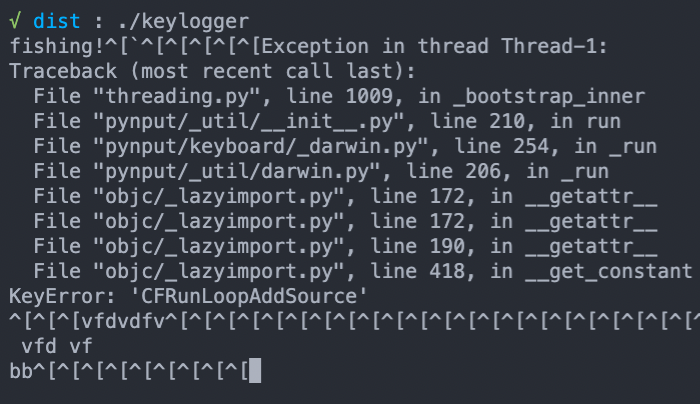 √ dist : ./keylogger
fishing!^[`^[^[^[^[^[Exception in thread Thread-1:
Traceback (most recent call last):
  File "threading.py", line 1009, in _bootstrap_inner
  File "pynput/_util/__init__.py", line 210, in run
  File "pynput/keyboard/_darwin.py", line 254, in _run
  File "pynput/_util/darwin.py", line 206, in _run
  File "objc/_lazyimport.py", line 172, in __getattr__
  File "objc/_lazyimport.py", line 172, in __getattr__
  File "objc/_lazyimport.py", line 190, in __getattr__
  File "objc/_lazyimport.py", line 418, in __get_constant
KeyError: 'CFRunLoopAddSource'
^[^[^[vfdvdfv^[^[^[^[^[^[^[^[^[^[^[^[^[^[^[^[^[^[^[^[^[^[^
 vfd vf
bb^[^[^[^[^[^[^[^[^[